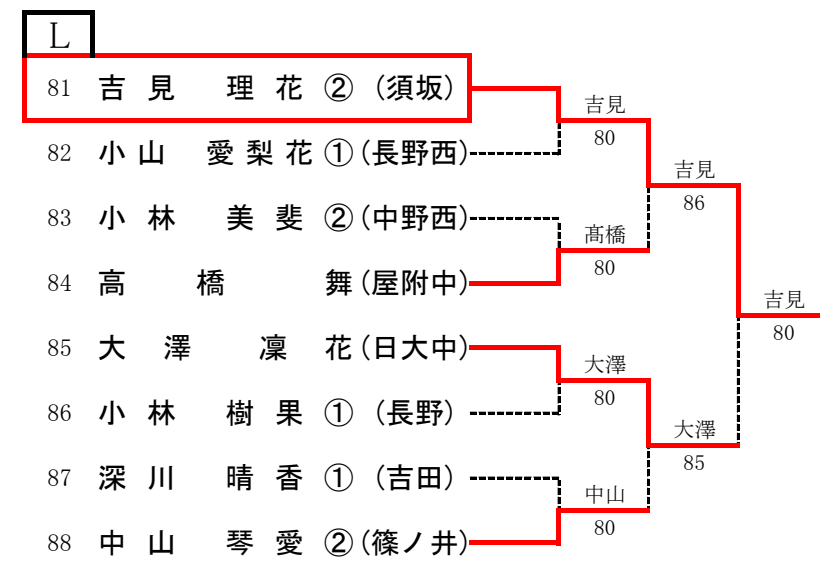 L
81 吉見 理花 ② (須坂)
82 小山 愛梨花 ① (長野西)
83 小林 美斐 ② (中野西)
84 高橋 舞 (屋附中)
85 大澤 凜花 (日大中)
86 小林 樹果 ① (長野)
87 深川 晴香 ① (吉田)
88 中山 琴愛 ② (篠ノ井)
吉見
80
髙橋
80
大澤
80
中山
80
吉見
86
大澤
85
吉見
80